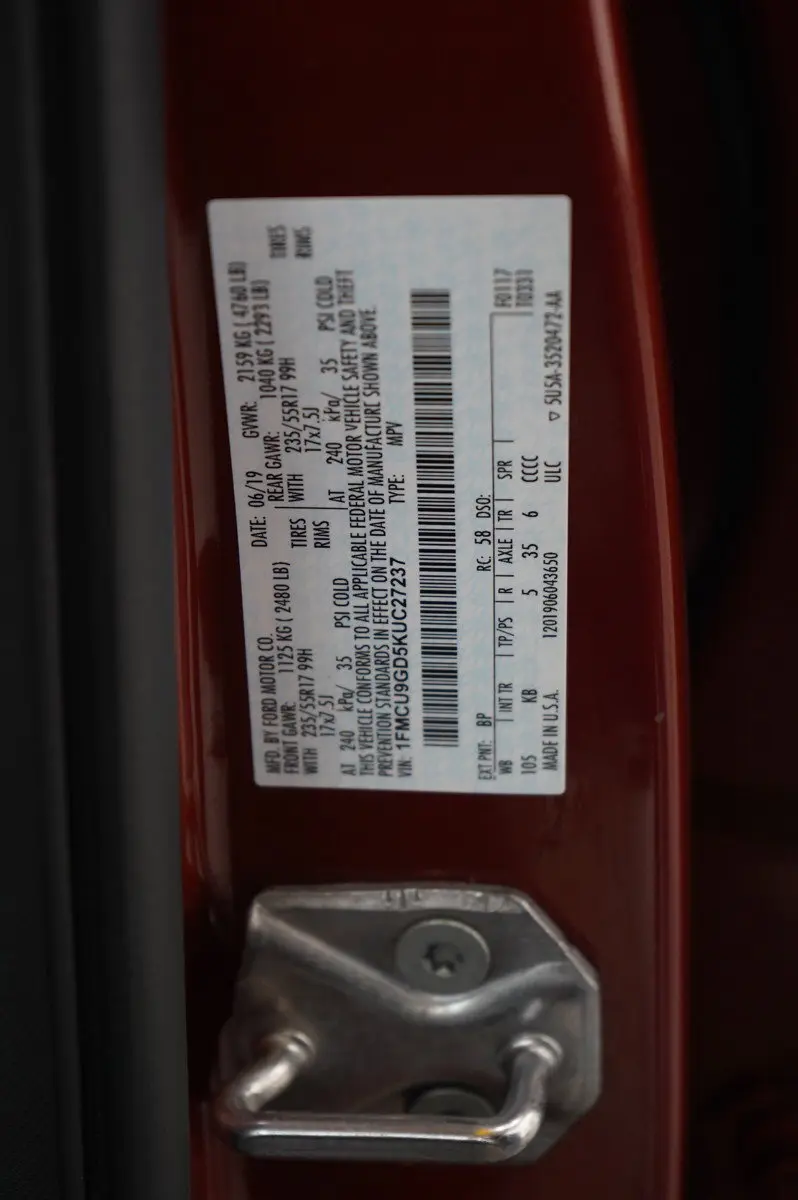 MFD. BY FORD MOTOR CO. DATE: 06/19 GVWR: 2159 KG ( 4760 LB)
FRONT GAWR: 1125 KG ( 2480 LB) REAR GAWR: 1040 KG ( 2293 LB)
WITH 235/55R17 99H TIRES WITH 235/55R17 99H TIRES
17x7.5J RIMS 17x7.5J RIMS
AT 240 kPa/ 35 PSI COLD AT 240 kPa/ 35 PSI COLD
THIS VEHICLE CONFORMS TO ALL APPLICABLE FEDERAL MOTOR VEHICLE SAFETY AND THEFT
PREVENTION STANDARDS IN EFFECT ON THE DATE OF MANUFACTURE SHOWN ABOVE.
VIN: 1FMCU9GD5KUC27237 TYPE: MPV
EXT PNT: BP RC: 58 DSO: F0117
WB INT TR TP/PS R AXLE TR SPR T0331
105 KB 5 35 6 CCCC
MADE IN U.S.A. 1201906043650 ULC ▽ 5U5A-3520472-AA